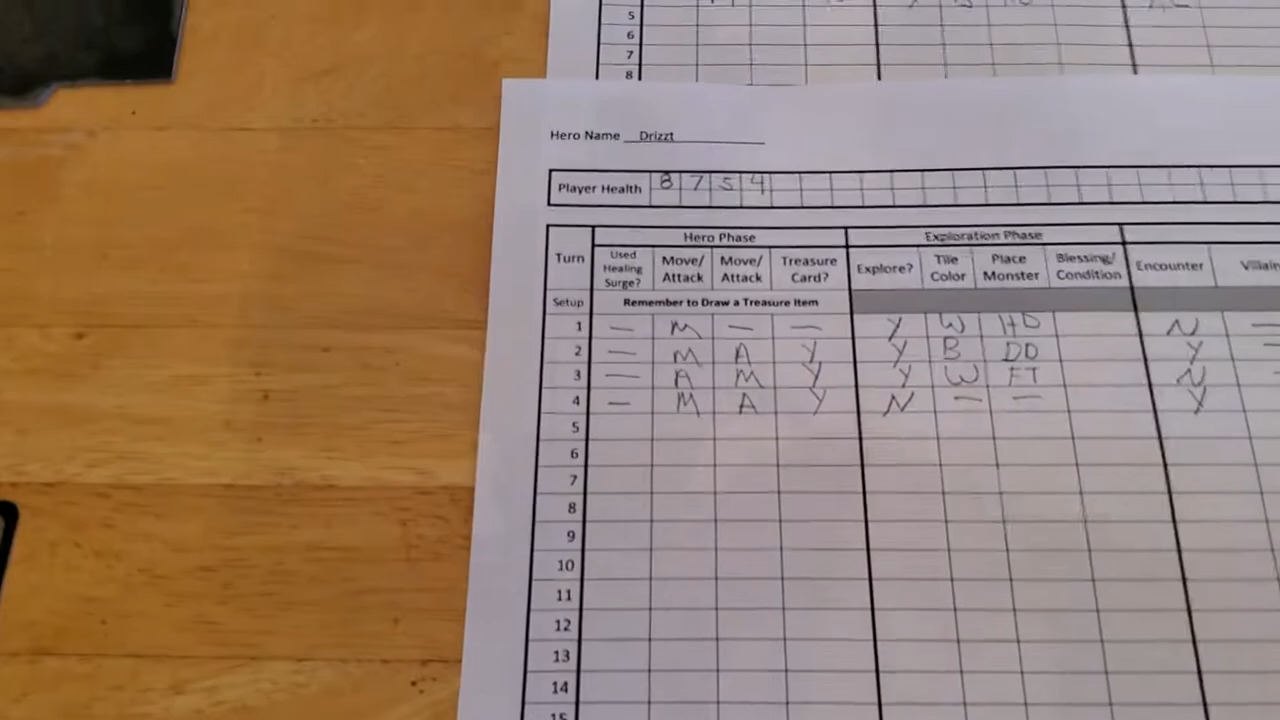 5
6
7
8
Hero Name Drizzt
Player Health 8 7 5 4
Hero Phase Exploration Phase
Turn Used Healing Surge? Move/ Attack Move/ Attack Treasure Card? Explore? Tile Color Place Monster Blessing/ Condition Encounter Villain
Setup Remember to Draw a Treasure Item
1 — M — — Y W HD N —
2 — M A Y Y B DD Y —
3 — A M Y Y W FT N -
4 — M A Y N — — Y
5
6
7
8
9
10
11
12
13
14
15